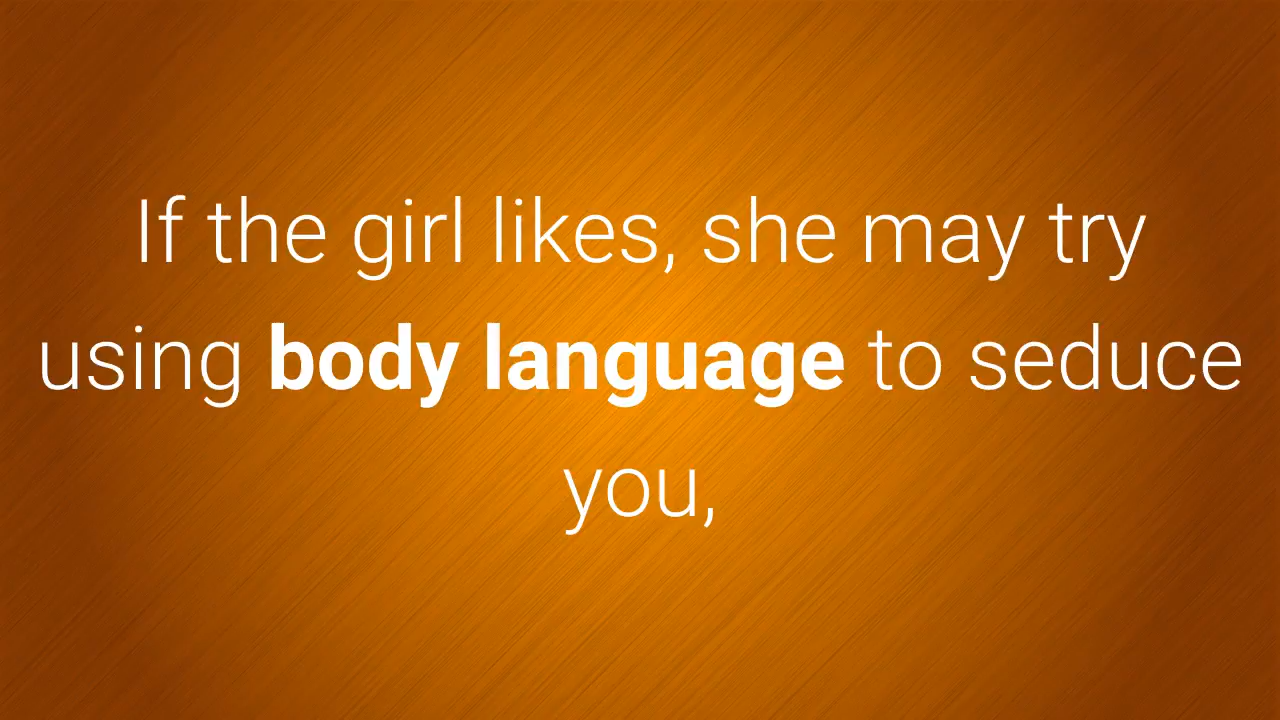 If the girl likes, she may try
using body language to seduce
you,